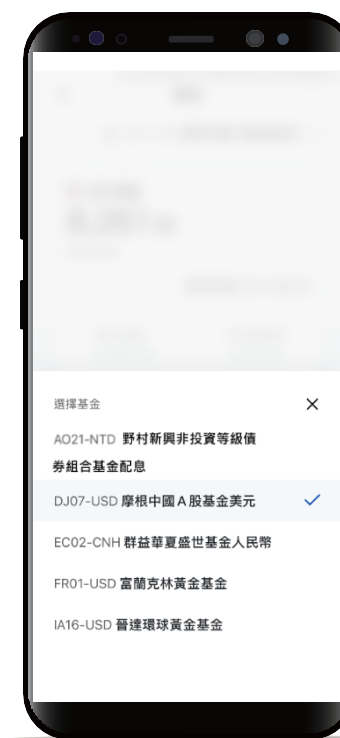 選擇基金
AO21-NTD 野村新興非投資等級債
券組合基金配息
DJ07-USD 摩根中國A股基金美元
EC02-CNH 群益華夏盛世基金人民幣
FR01-USD 富蘭克林黃金基金
IA16-USD 晉達環球黃金基金